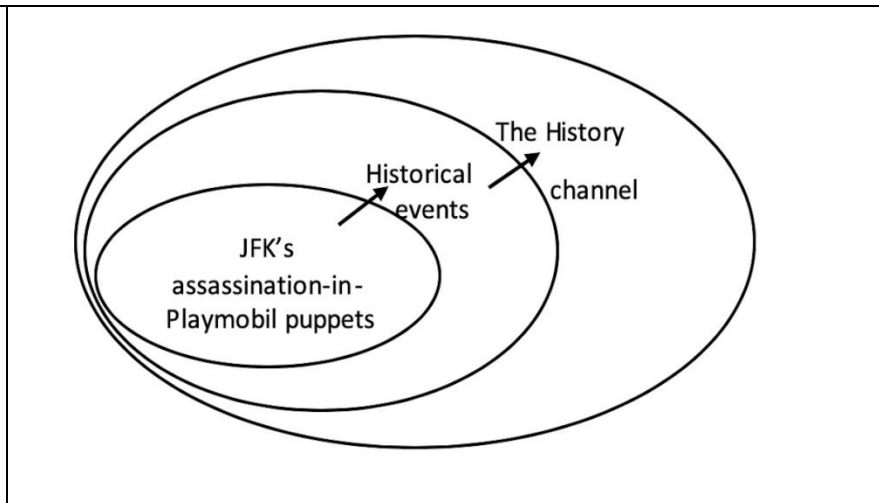 The History
channel
Historical
events
JFK's
assassination-in-
Playmobil puppets